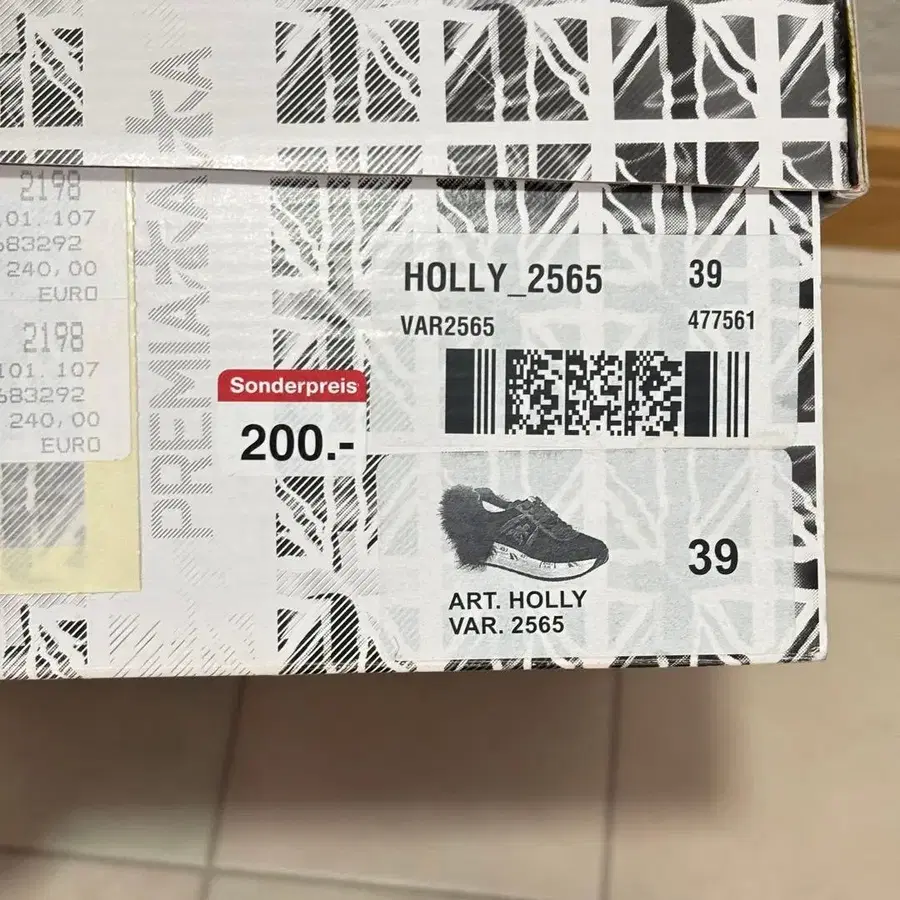 PREMIATA
2198
01.107
683292
240,00
EURO
2198
101.107
683292
240,00
EURO
Sonderpreis
200.-
HOLLY_2565 39
VAR2565 477561
39
ART. HOLLY
VAR. 2565